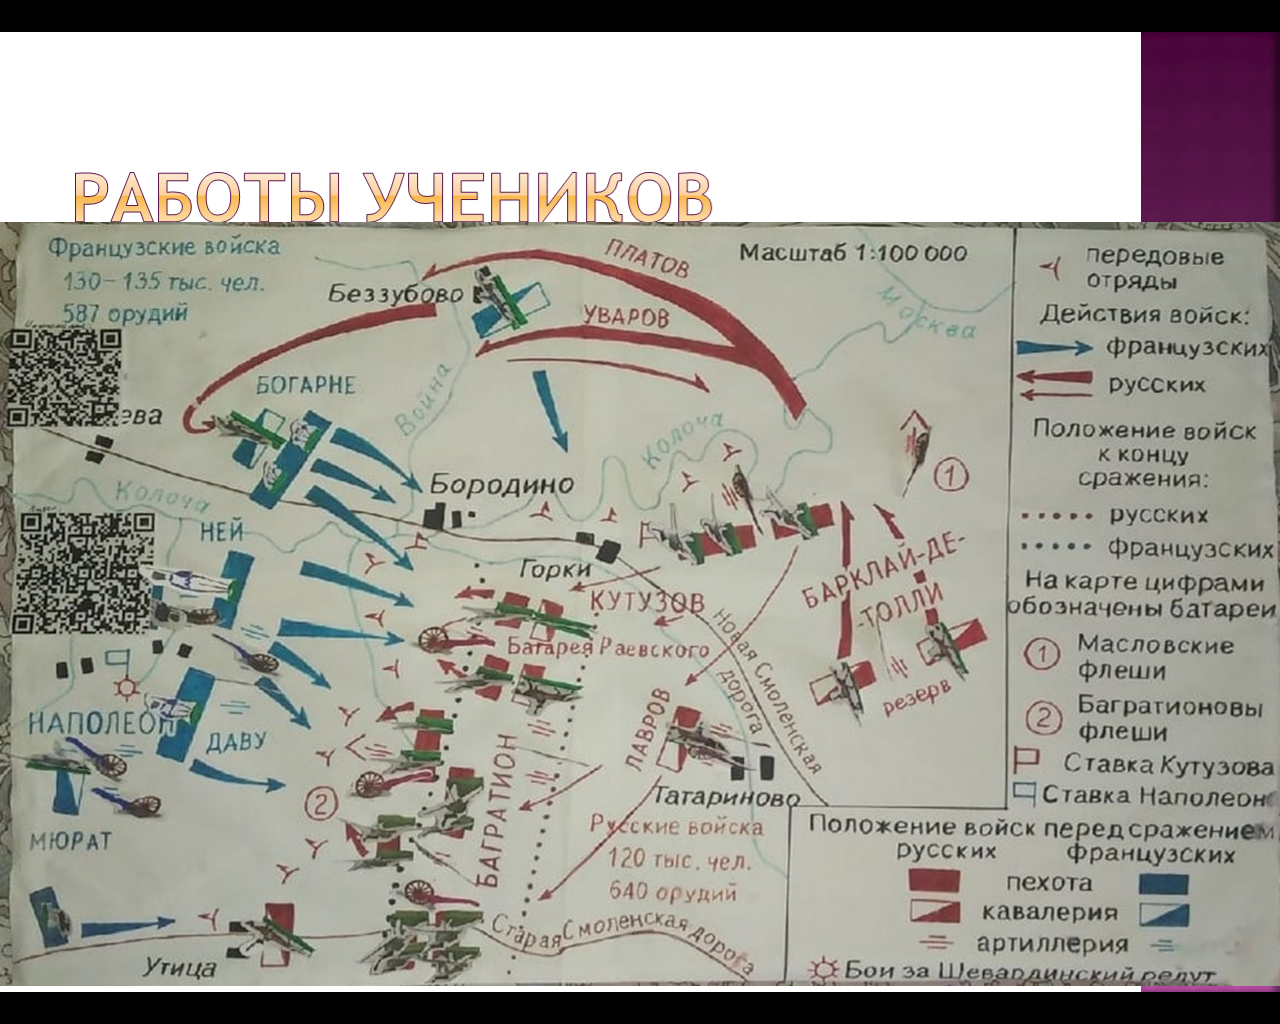 РАБОТЫ УЧЕНИКОВ
Французские войска
130–135 тыс. чел.
587 орудий
Беззубово
ПЛАТОВ
УВАРОВ
Масштаб 1:100 000
Москва
БОГАРНЕ
Война
Колоча
Колоча
Бородино
НЕЙ
Горки
КУТУЗОВ
Батарея Раевского
БАРКЛАЙ-ДЕ-
-ТОЛЛИ
резерв
1
Новая Смоленская
дорога
НАПОЛЕОН
ДАВУ
МЮРАТ
2
БАГРАТИОН
ЛАВРОВ
Татариново
Русские войска
120 тыс. чел.
640 орудий
Старая Смоленская дорога
Утица
передовые
отряды
Действия войск:
французских
русских
Положение войск
к концу
сражения:
русских
французских
На карте цифрами
обозначены батареи
1 Масловские
флеши
2 Багратионовы
флеши
Ставка Кутузова
Ставка Наполеона
Положение войск перед сражением
русских французских
пехота
кавалерия
артиллерия
Бои за Шевардинский редут